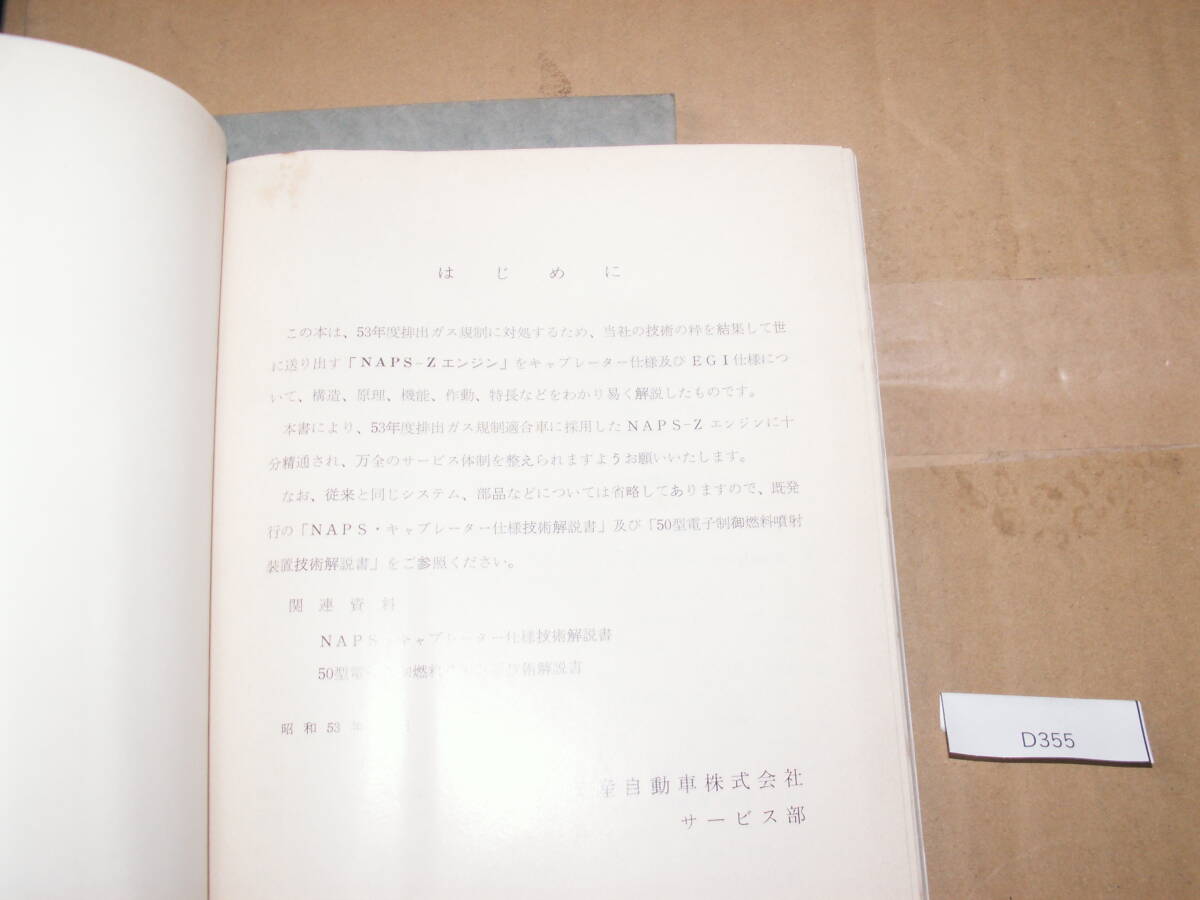 はじめに
この本は、53年度排出ガス規制に対処するため、当社の技術の粋を結集して世
に送り出す「NAPS-Zエンジン」をキャブレーター仕様及びEGI仕様につ
いて、構造、原理、機能、作動、特長などをわかり易く解説したものです。
本書により、53年度排出ガス規制適合車に採用したNAPS-Zエンジンに十
分精通され、万全のサービス体制を整えられますようお願いいたします。
なお、従来と同じシステム、部品などについては省略してありますので、既発
行の「NAPS・キャブレーター仕様技術解説書」及び「50型電子制御燃料噴射
装置技術解説書」をご参照ください。
関連資料
NAPS・キャブレーター仕様技術解説書
50型電 燃料 術解説書
昭和53年
産自動車株式会社
サービス部
D355